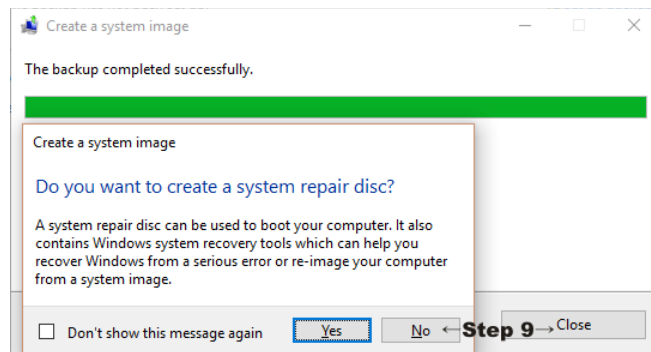 Create a system image
The backup completed successfully.
Create a system image
Do you want to create a system repair disc?
A system repair disc can be used to boot your computer. It also
contains Windows system recovery tools which can help you
recover Windows from a serious error or re-image your computer
from a system image.
Don't show this message again Yes No ←Step 9→ Close